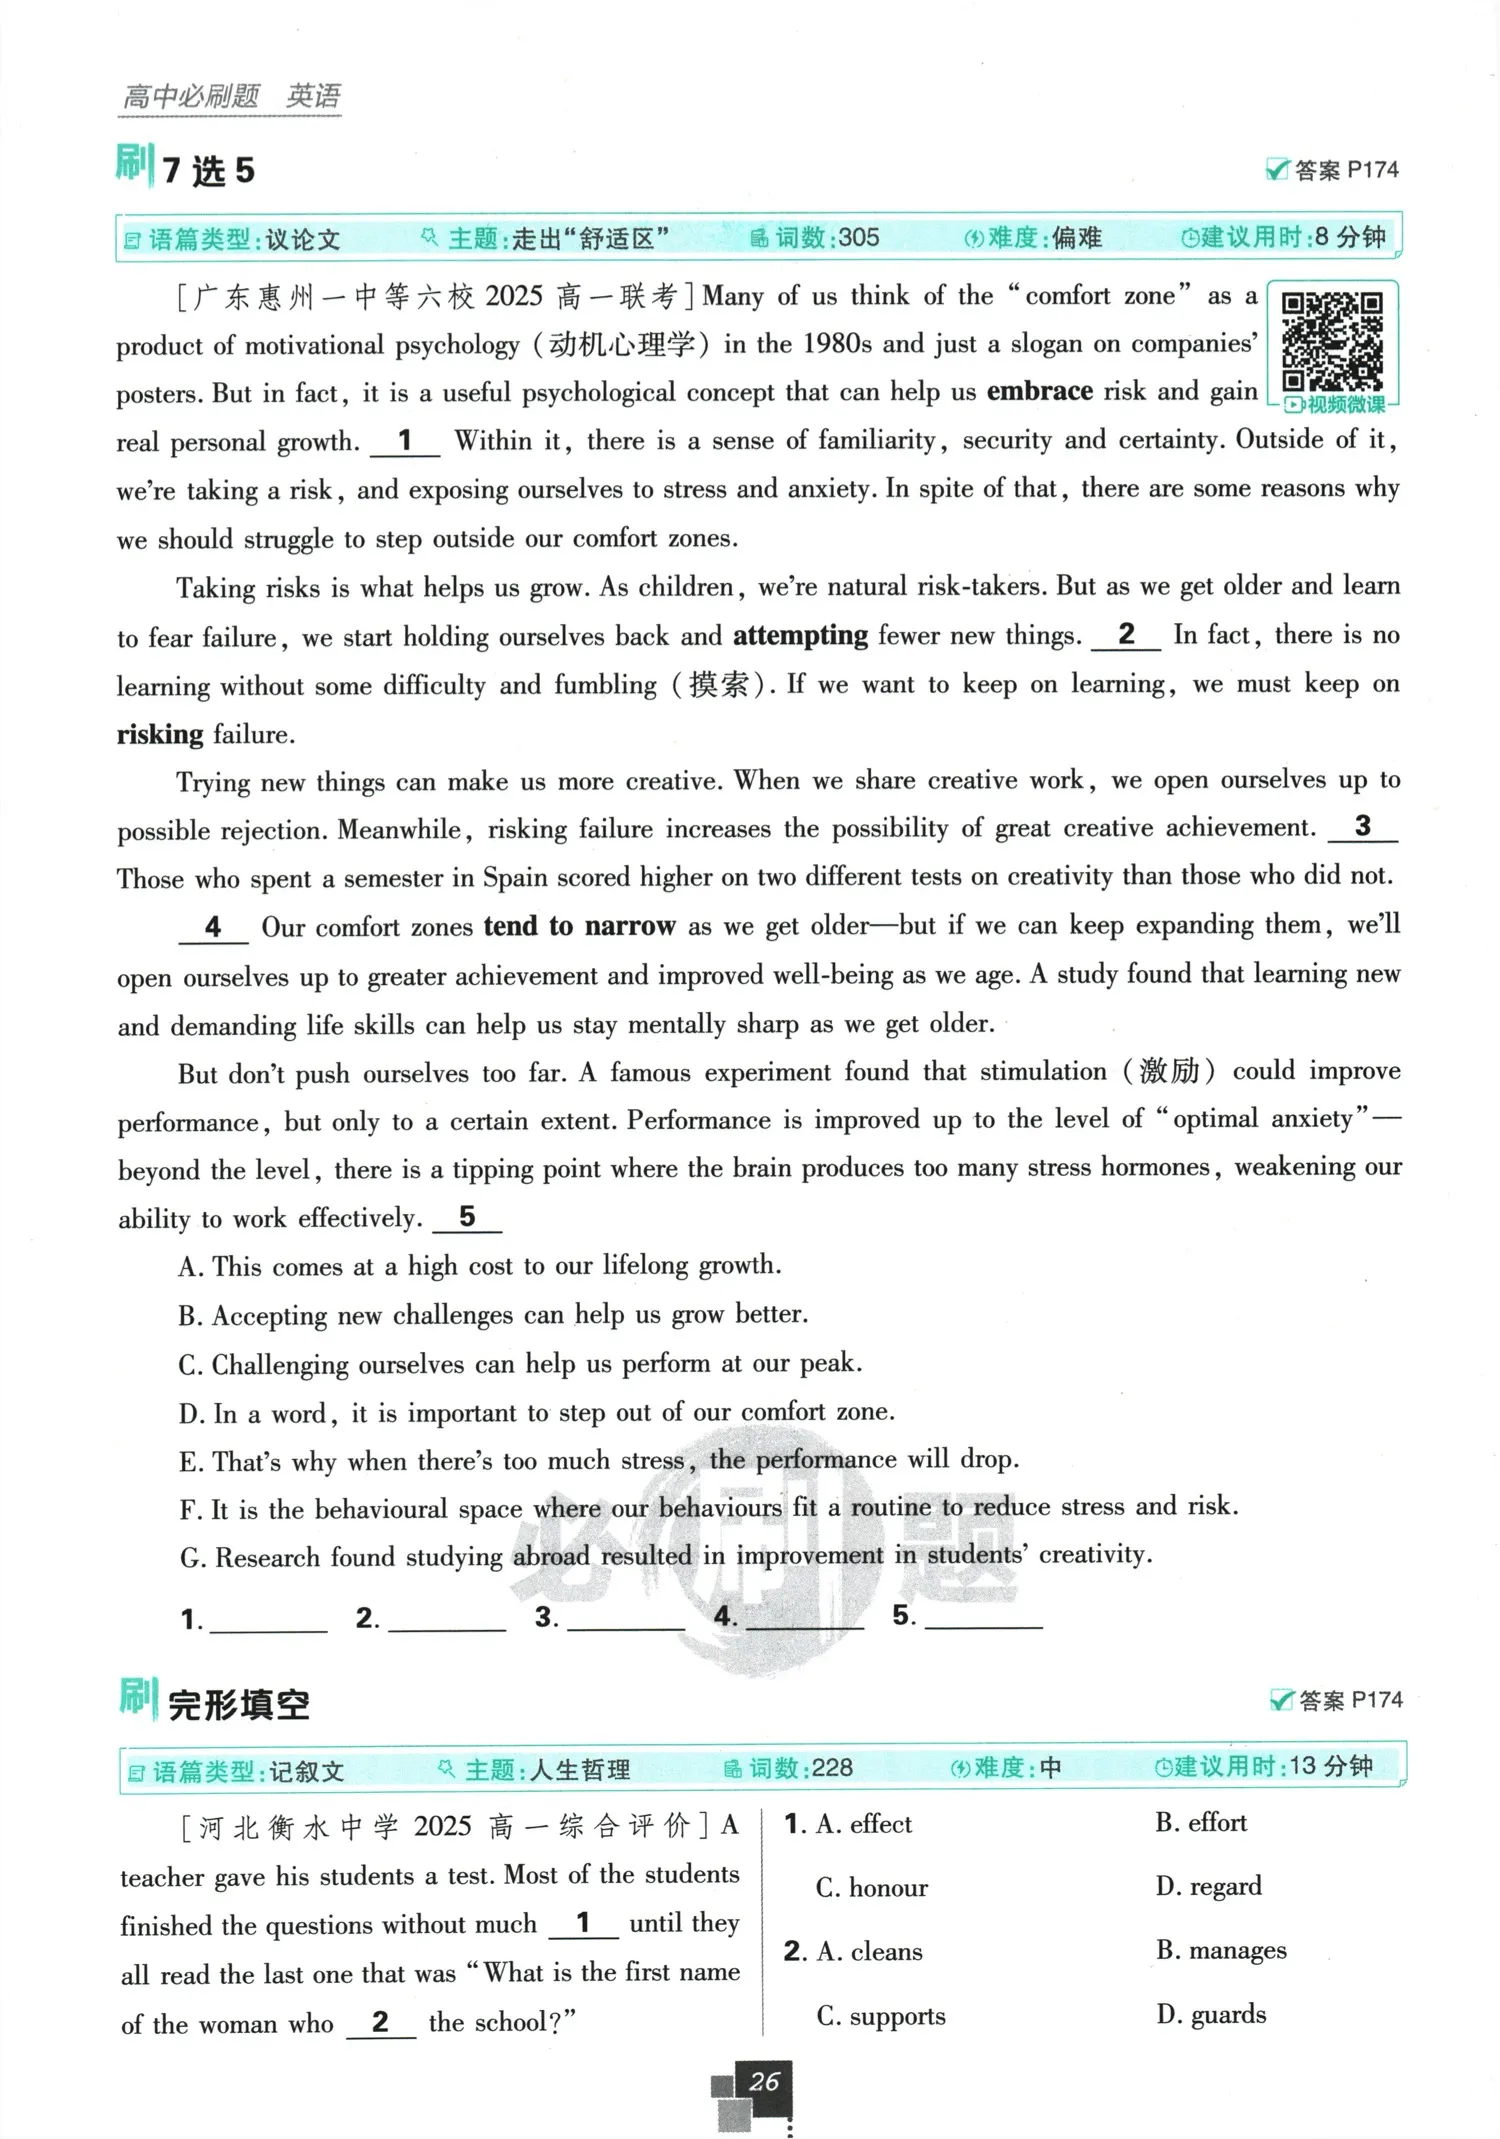 高中必刷题 英语
刷 7 选 5
答案 P174
语篇类型:议论文 主题:走出“舒适区” 词数:305 难度:偏难 建议用时:8 分钟
[广东惠州一中等六校 2025 高一联考] Many of us think of the “comfort zone” as a
product of motivational psychology (动机心理学) in the 1980s and just a slogan on companies’
posters. But in fact, it is a useful psychological concept that can help us embrace risk and gain
视频微课
real personal growth. 1 Within it, there is a sense of familiarity, security and certainty. Outside of it,
we’re taking a risk, and exposing ourselves to stress and anxiety. In spite of that, there are some reasons why
we should struggle to step outside our comfort zones.
Taking risks is what helps us grow. As children, we’re natural risk-takers. But as we get older and learn
to fear failure, we start holding ourselves back and attempting fewer new things. 2 In fact, there is no
learning without some difficulty and fumbling (摸索). If we want to keep on learning, we must keep on
risking failure.
Trying new things can make us more creative. When we share creative work, we open ourselves up to
possible rejection. Meanwhile, risking failure increases the possibility of great creative achievement. 3
Those who spent a semester in Spain scored higher on two different tests on creativity than those who did not.
4 Our comfort zones tend to narrow as we get older—but if we can keep expanding them, we’ll
open ourselves up to greater achievement and improved well-being as we age. A study found that learning new
and demanding life skills can help us stay mentally sharp as we get older.
But don’t push ourselves too far. A famous experiment found that stimulation (激励) could improve
performance, but only to a certain extent. Performance is improved up to the level of “optimal anxiety”—
beyond the level, there is a tipping point where the brain produces too many stress hormones, weakening our
ability to work effectively. 5
A. This comes at a high cost to our lifelong growth.
B. Accepting new challenges can help us grow better.
C. Challenging ourselves can help us perform at our peak.
D. In a word, it is important to step out of our comfort zone.
E. That’s why when there’s too much stress, the performance will drop.
F. It is the behavioural space where our behaviours fit a routine to reduce stress and risk.
G. Research found studying abroad resulted in improvement in students’ creativity.
必刷题
1. 2. 3. 4. 5.
刷 完形填空
答案 P174
语篇类型:记叙文 主题:人生哲理 词数:228 难度:中 建议用时:13 分钟
[河北衡水中学 2025 高一综合评价] A
teacher gave his students a test. Most of the students
finished the questions without much 1 until they
all read the last one that was “What is the first name
of the woman who 2 the school?”
1. A. effect B. effort
C. honour D. regard
2. A. cleans B. manages
C. supports D. guards
26